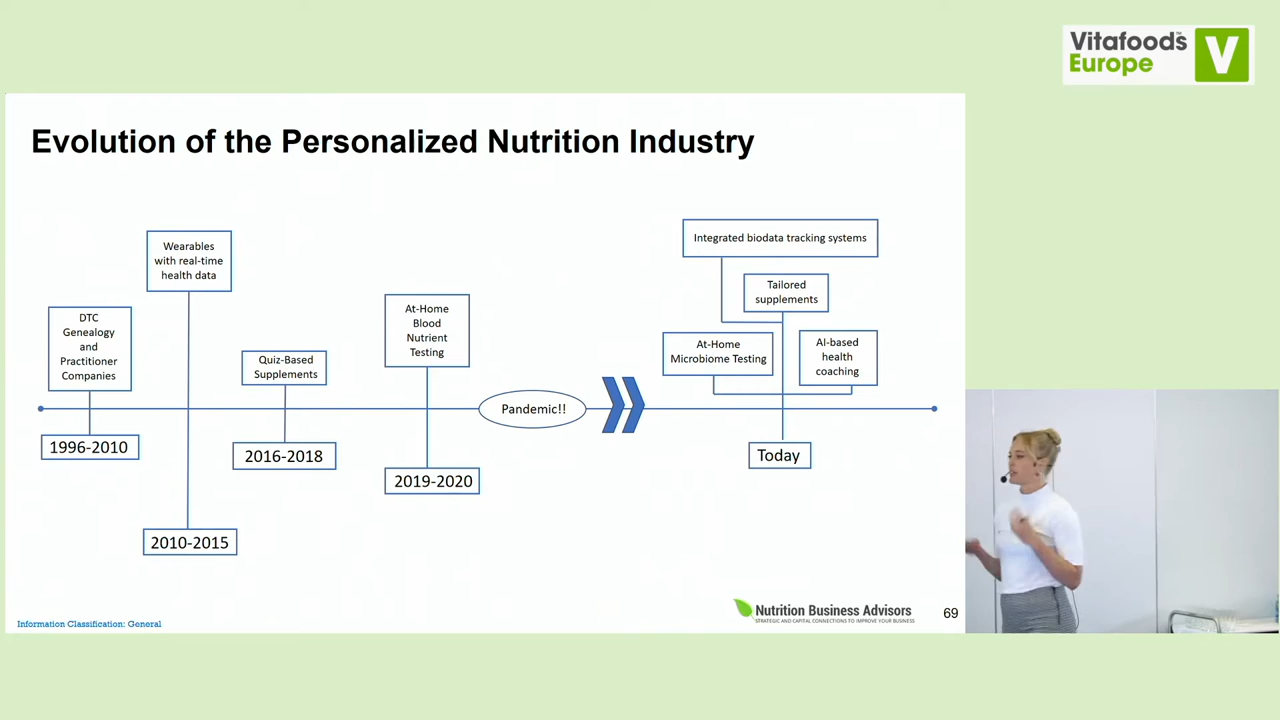 Vitafoods™
Europe
V
Evolution of the Personalized Nutrition Industry
DTC
Genealogy
and
Practitioner
Companies
1996-2010
Wearables
with real-time
health data
2010-2015
Quiz-Based
Supplements
2016-2018
At-Home
Blood
Nutrient
Testing
2019-2020
Pandemic!!
Integrated biodata tracking systems
Tailored
supplements
At-Home
Microbiome Testing
AI-based
health
coaching
Today
Information Classification: General
Nutrition Business Advisors
STRATEGIC AND CAPITAL CONNECTIONS TO IMPROVE YOUR BUSINESS
69